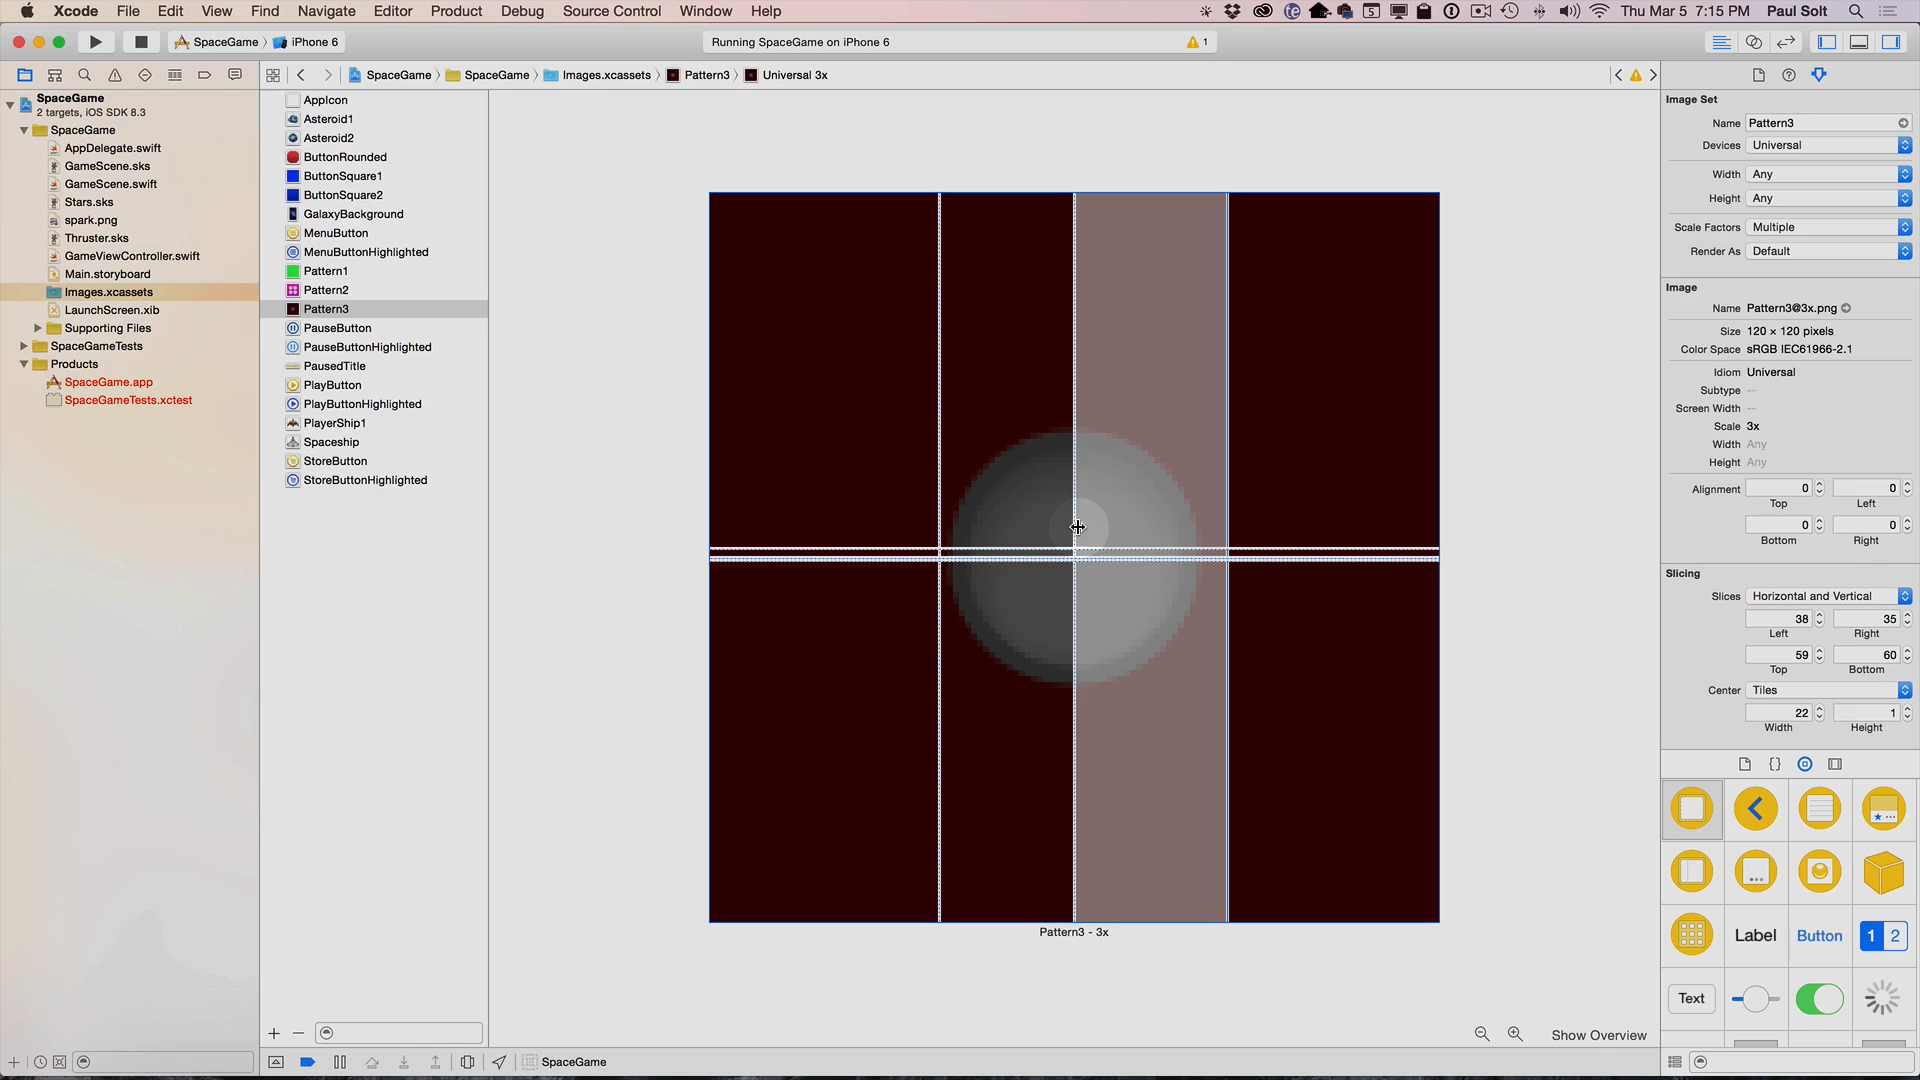 Xcode File Edit View Find Navigate Editor Product Debug Source Control Window Help
Thu Mar 5 7:15 PM Paul Solt
SpaceGame iPhone 6
Running SpaceGame on iPhone 6
1
SpaceGame SpaceGame Images.xcassets Pattern3 Universal 3x
SpaceGame
2 targets, iOS SDK 8.3
SpaceGame
AppDelegate.swift
GameScene.sks
GameScene.swift
Stars.sks
spark.png
Thruster.sks
GameViewController.swift
Main.storyboard
Images.xcassets
LaunchScreen.xib
Supporting Files
SpaceGameTests
Products
SpaceGame.app
SpaceGameTests.xctest
AppIcon
Asteroid1
Asteroid2
ButtonRounded
ButtonSquare1
ButtonSquare2
GalaxyBackground
MenuButton
MenuButtonHighlighted
Pattern1
Pattern2
Pattern3
PauseButton
PauseButtonHighlighted
PausedTitle
PlayButton
PlayButtonHighlighted
PlayerShip1
Spaceship
StoreButton
StoreButtonHighlighted
Pattern3 - 3x
Show Overview
SpaceGame
Image Set
Name Pattern3
Devices Universal
Width Any
Height Any
Scale Factors Multiple
Render As Default
Image
Name Pattern3@3x.png
Size 120 × 120 pixels
Color Space sRGB IEC61966-2.1
Idiom Universal
Subtype --
Screen Width --
Scale 3x
Width Any
Height Any
Alignment 0 0
Top Left
0 0
Bottom Right
Slicing
Slices Horizontal and Vertical
38 35
Left Right
59 60
Top Bottom
Center Tiles
22 1
Width Height
Label Button 1 2
Text